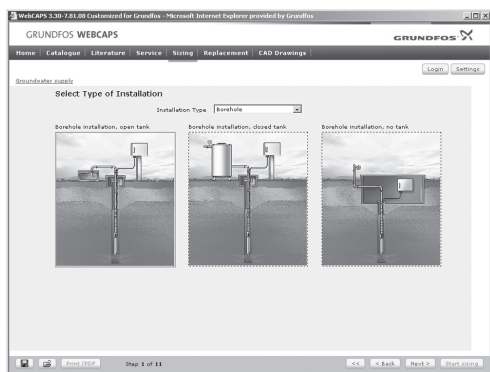 WebCAPS 3.30-7.81.08 Customized for Grundfos - Microsoft Internet Explorer provided by Grundfos
GRUNDFOS WEBCAPS
GRUNDFOS
Home Catalogue Literature Service Sizing Replacement CAD Drawings
Login Settings
Groundwater supply
Select Type of Installation
Installation Type Borehole
Borehole installation, open tank Borehole installation, closed tank Borehole installation, no tank
Print /PDF Step 1 of 11 << < Back Next > Start sizing